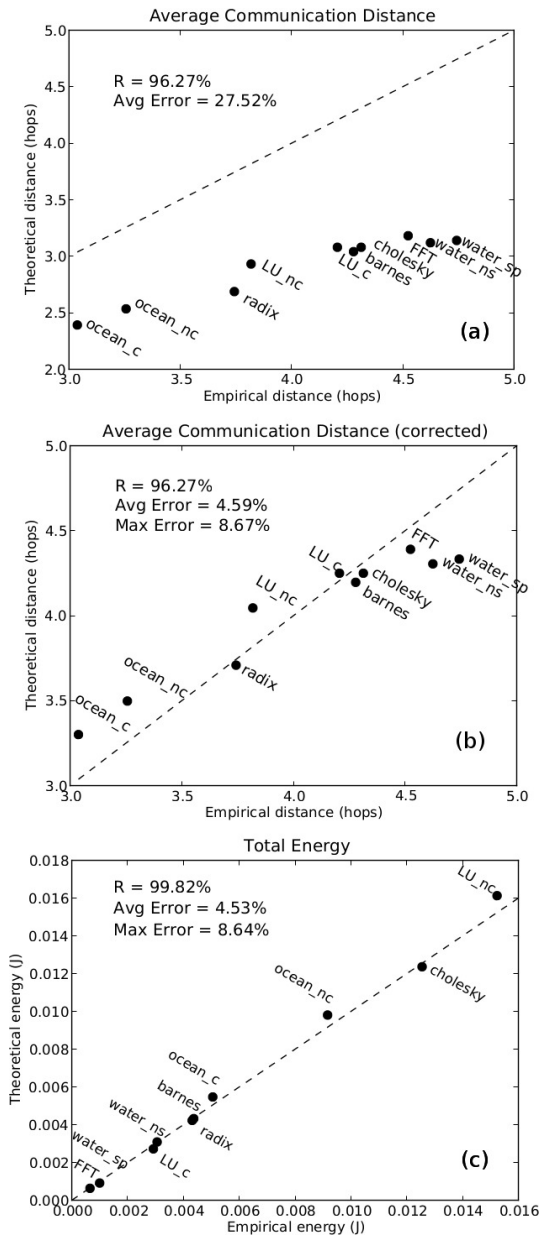 Average Communication Distance
5.0
R = 96.27%
Avg Error = 27.52%
4.5
4.0
3.5
3.0
2.5
2.0
Theoretical distance (hops)
ocean_c
ocean_nc
radix
LU_nc
LU_c
barnes
cholesky
FFT
water_ns
water_sp
(a)
3.0
3.5
4.0
4.5
5.0
Empirical distance (hops)
Average Communication Distance (corrected)
5.0
R = 96.27%
Avg Error = 4.59%
Max Error = 8.67%
4.5
4.0
3.5
3.0
Theoretical distance (hops)
ocean_c
ocean_nc
radix
LU_nc
LU_c
cholesky
barnes
FFT
water_ns
water_sp
(b)
3.0
3.5
4.0
4.5
5.0
Empirical distance (hops)
Total Energy
0.018
R = 99.82%
Avg Error = 4.53%
Max Error = 8.64%
0.016
0.014
0.012
0.010
0.008
0.006
0.004
0.002
0.000
Theoretical energy (J)
LU_nc
cholesky
ocean_nc
ocean_c
barnes
radix
water_ns
LU_c
water_sp
FFT
(c)
0.000
0.002
0.004
0.006
0.008
0.010
0.012
0.014
0.016
Empirical energy (J)